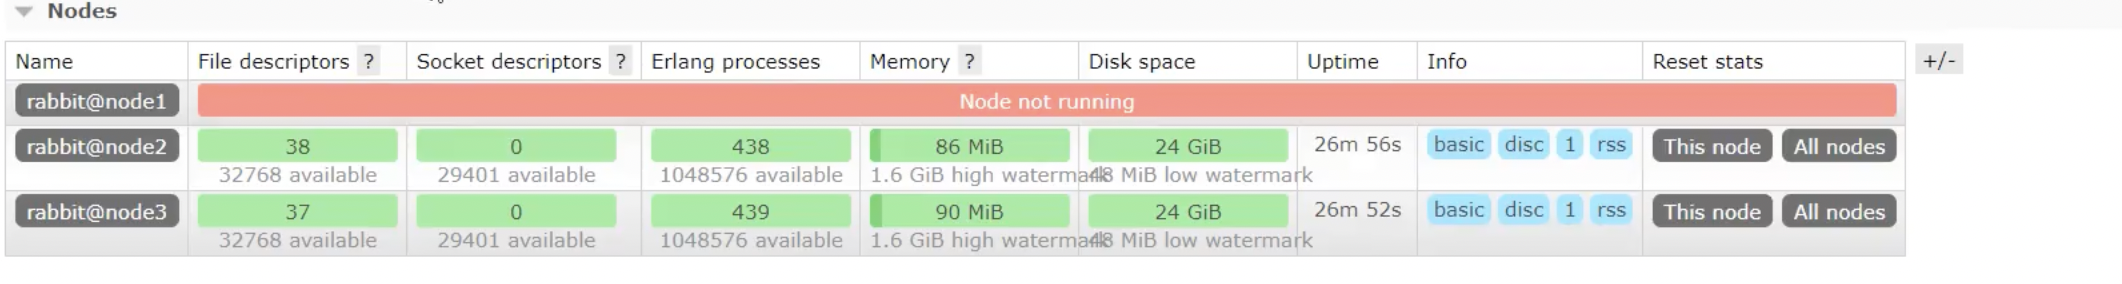 Nodes
Name File descriptors ? Socket descriptors ? Erlang processes Memory ? Disk space Uptime Info Reset stats +/-
rabbit@node1 Node not running
rabbit@node2 38 0 438 86 MiB 24 GiB 26m 56s basic disc 1 rss This node All nodes
32768 available 29401 available 1048576 available 1.6 GiB high watermark 48 MiB low watermark
rabbit@node3 37 0 439 90 MiB 24 GiB 26m 52s basic disc 1 rss This node All nodes
32768 available 29401 available 1048576 available 1.6 GiB high watermark 48 MiB low watermark